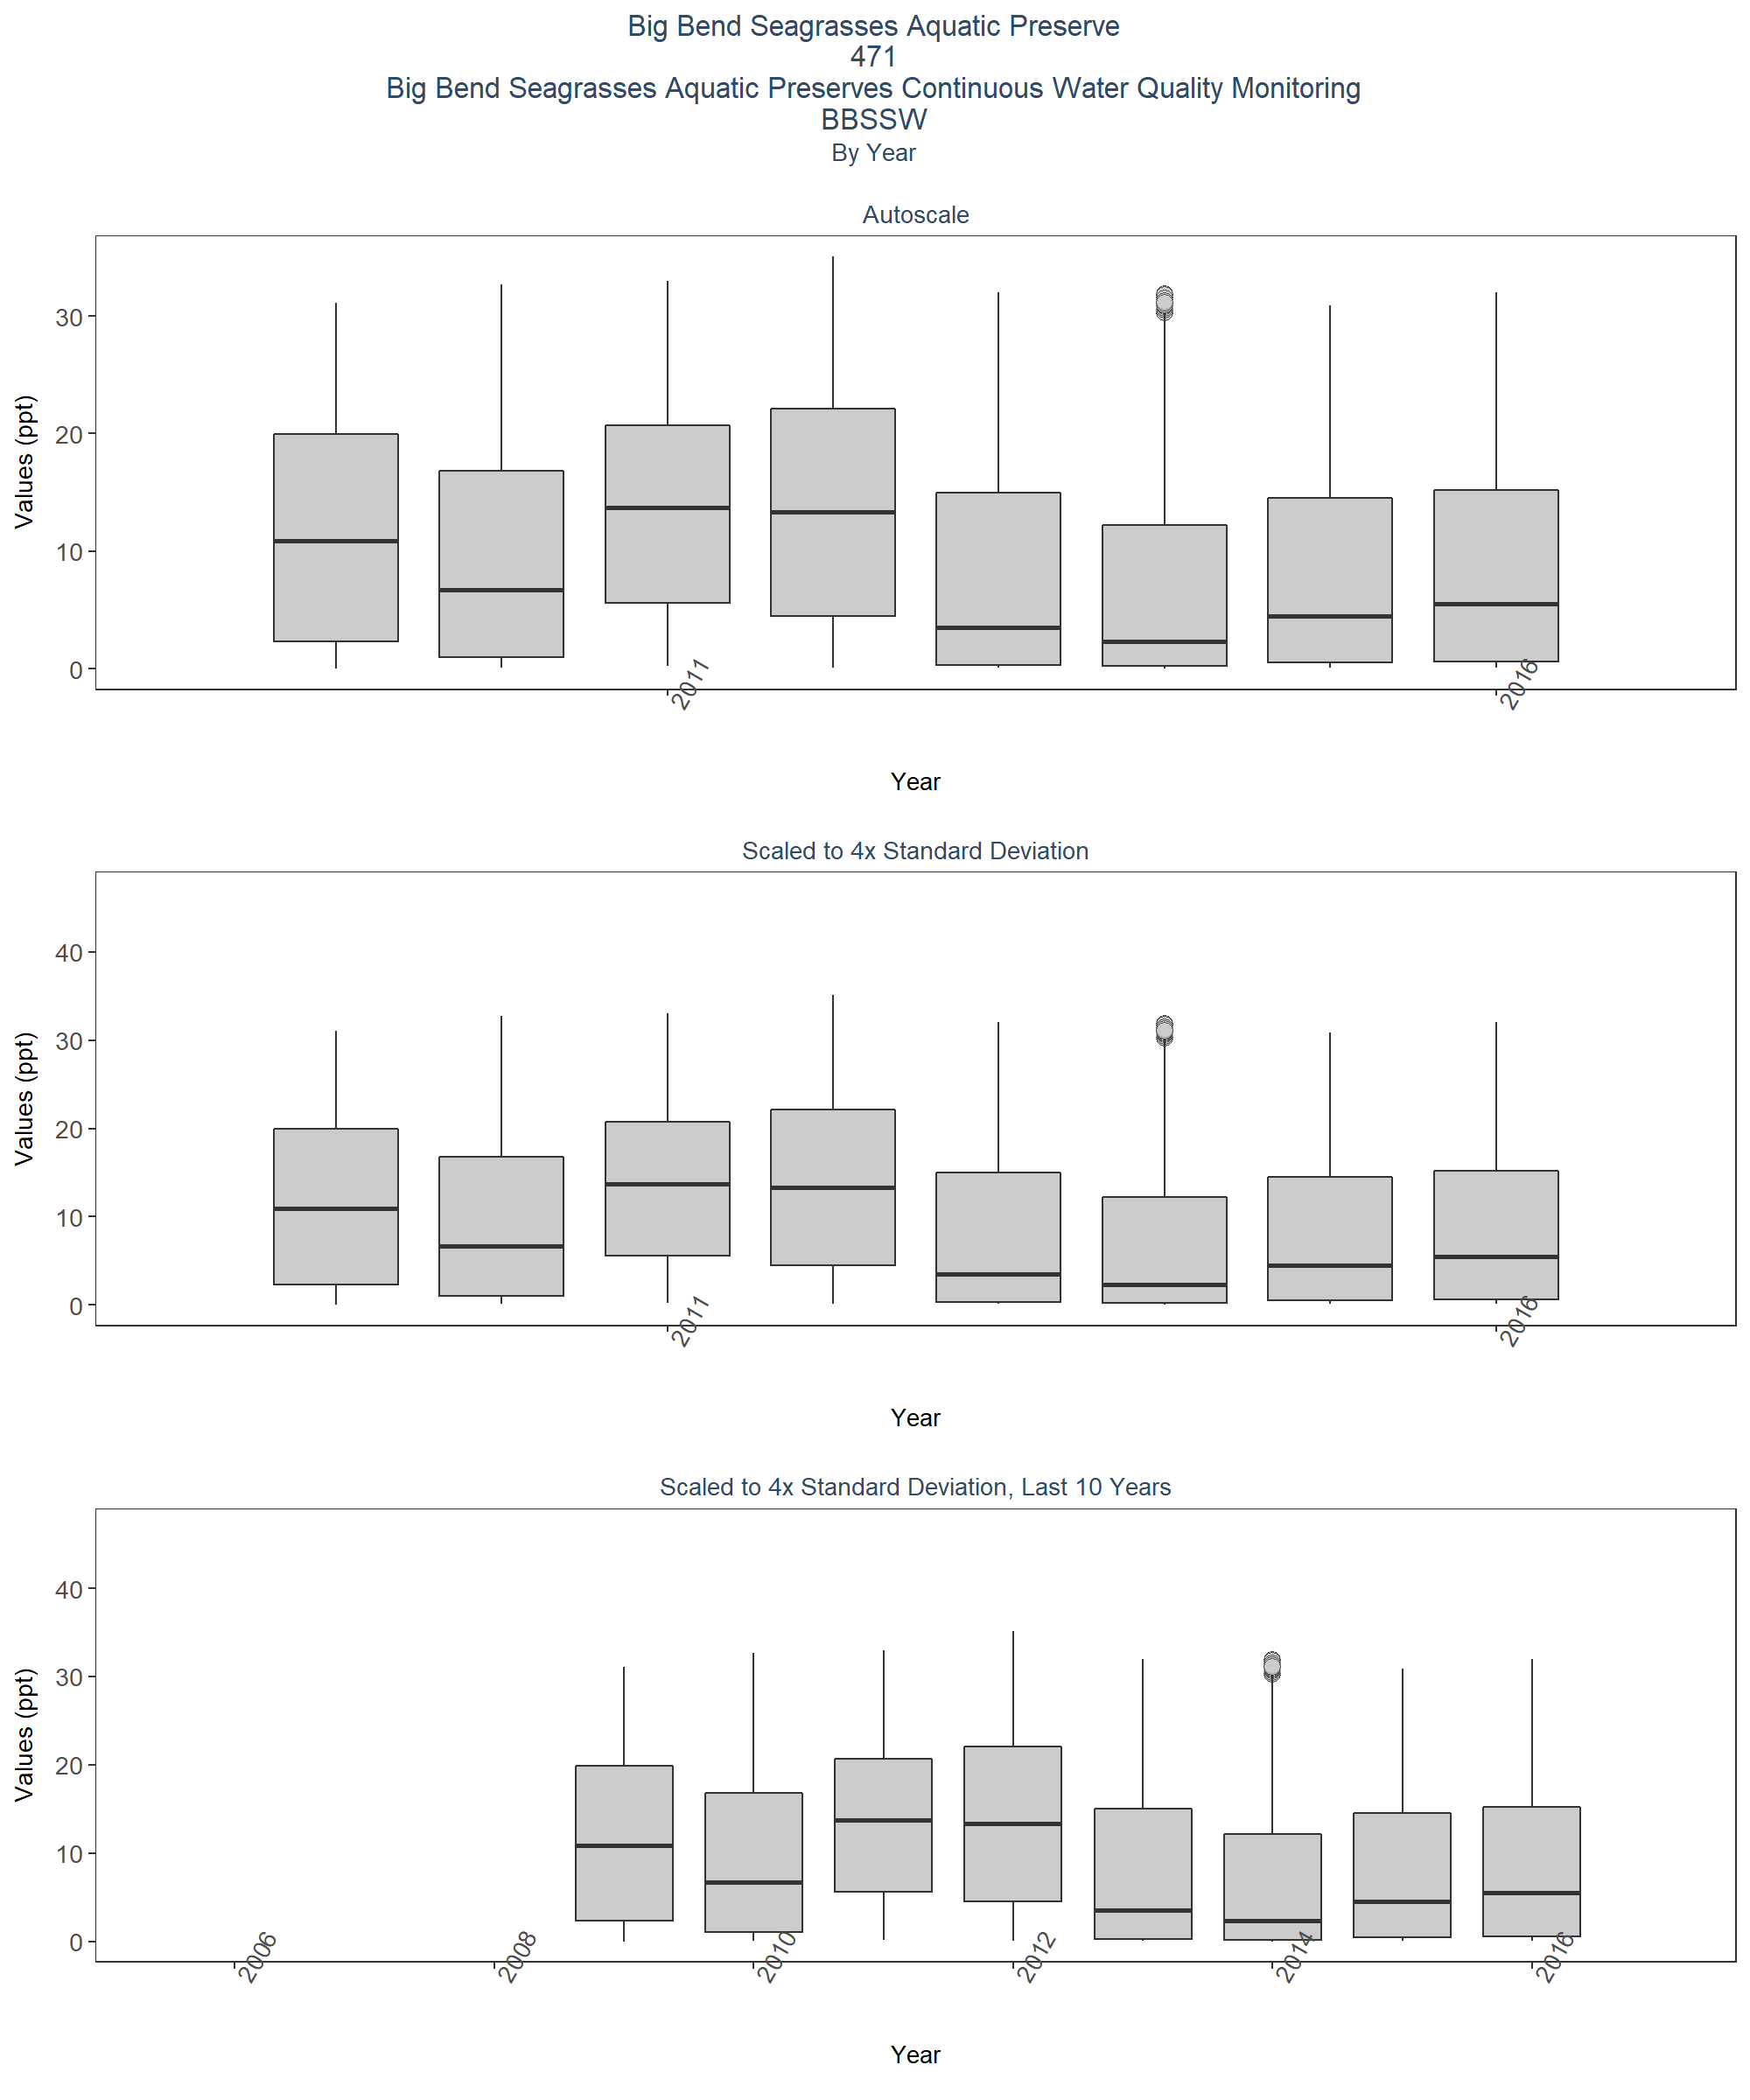 Big Bend Seagrasses Aquatic Preserve
471
Big Bend Seagrasses Aquatic Preserves Continuous Water Quality Monitoring
BBSSW
By Year
Autoscale
Values (ppt)
30
20
10
0
2011
2016
Year
Scaled to 4x Standard Deviation
Values (ppt)
40
30
20
10
0
2011
2016
Year
Scaled to 4x Standard Deviation, Last 10 Years
Values (ppt)
40
30
20
10
0
2006
2008
2010
2012
2014
2016
Year